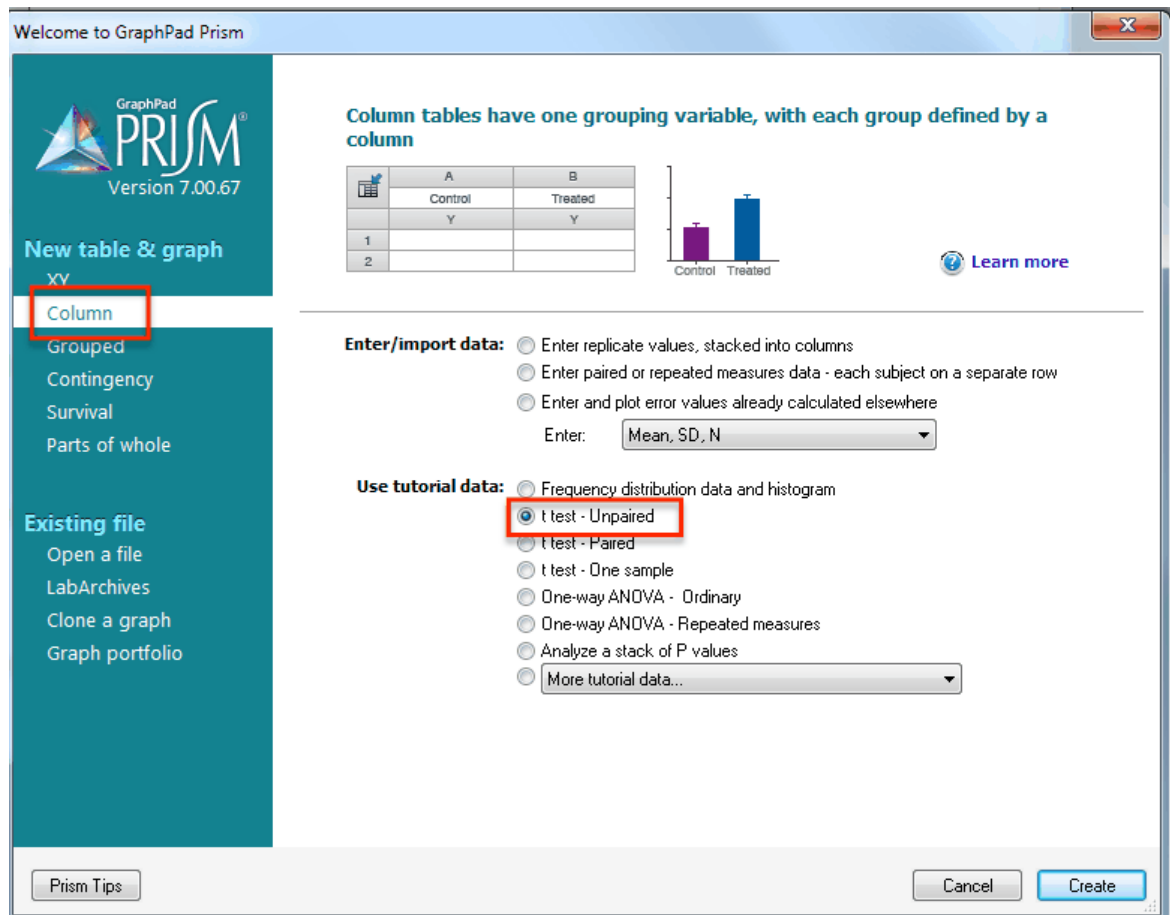 Welcome to GraphPad Prism
GraphPad
PRISM®
Version 7.00.67
New table & graph
XY
Column
Grouped
Contingency
Survival
Parts of whole
Existing file
Open a file
LabArchives
Clone a graph
Graph portfolio
Prism Tips
Column tables have one grouping variable, with each group defined by a
column
A B
Control Treated
Y Y
1
2
Control Treated
Learn more
Enter/import data: Enter replicate values, stacked into columns
Enter paired or repeated measures data - each subject on a separate row
Enter and plot error values already calculated elsewhere
Enter: Mean, SD, N
Use tutorial data: Frequency distribution data and histogram
t test - Unpaired
t test - Paired
t test - One sample
One-way ANOVA - Ordinary
One-way ANOVA - Repeated measures
Analyze a stack of P values
More tutorial data...
Cancel Create